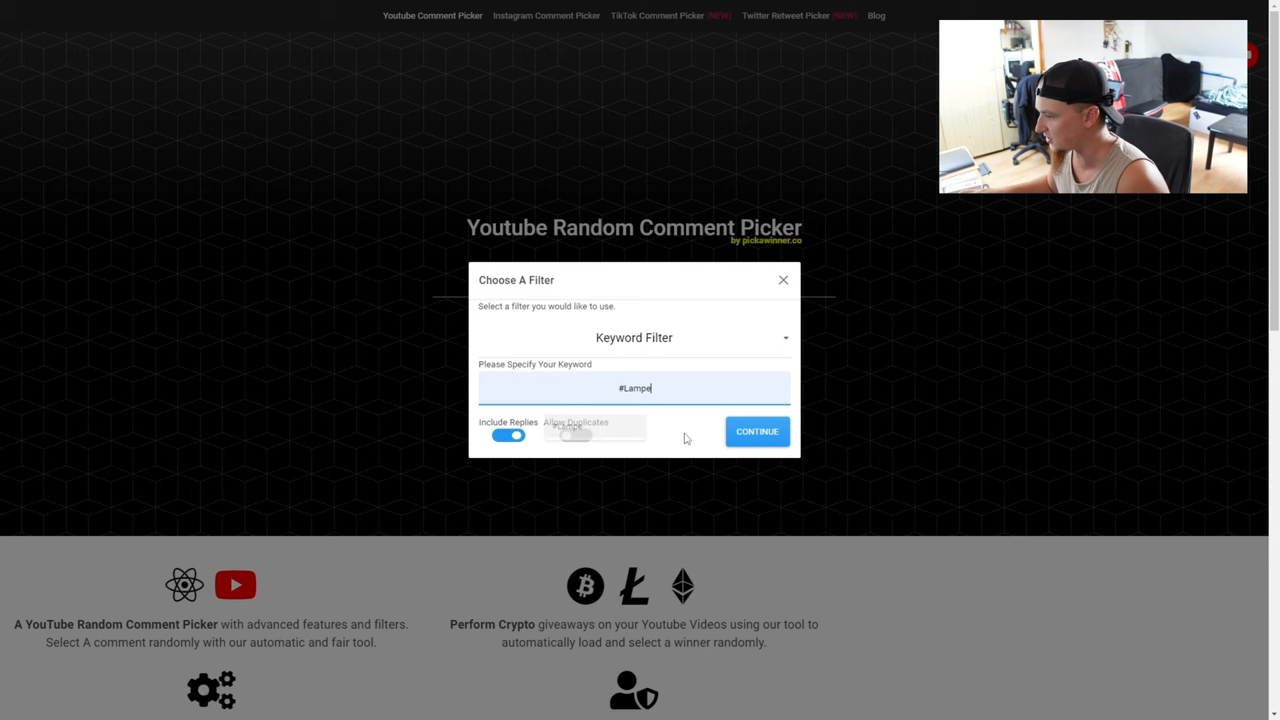 Youtube Comment Picker Instagram Comment Picker TikTok Comment Picker (NEW) Twitter Retweet Picker (NEW) Blog
Youtube Random Comment Picker
by pickawinner.co
Choose A Filter
Select a filter you would like to use.
Keyword Filter
Please Specify Your Keyword
#Lampe
Include Replies Allow Duplicates
#Lampe
CONTINUE
A YouTube Random Comment Picker with advanced features and filters.
Select A comment randomly with our automatic and fair tool.
Perform Crypto giveaways on your Youtube Videos using our tool to
automatically load and select a winner randomly.